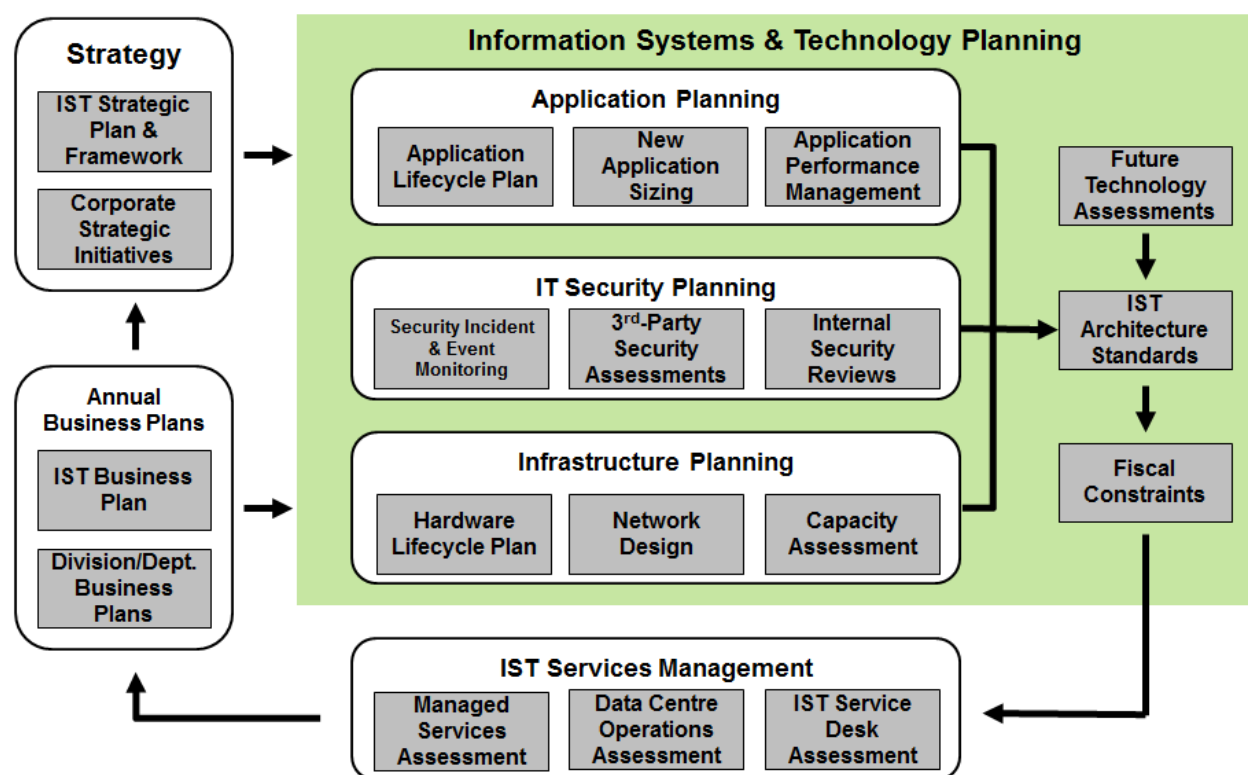 Strategy
IST Strategic
Plan &
Framework
Corporate
Strategic
Initiatives
Annual
Business Plans
IST Business
Plan
Division/Dept.
Business
Plans
Information Systems & Technology Planning
Application Planning
Application
Lifecycle Plan
New
Application
Sizing
Application
Performance
Management
IT Security Planning
Security Incident
& Event
Monitoring
3rd-Party
Security
Assessments
Internal
Security
Reviews
Infrastructure Planning
Hardware
Lifecycle Plan
Network
Design
Capacity
Assessment
Future
Technology
Assessments
IST
Architecture
Standards
Fiscal
Constraints
IST Services Management
Managed
Services
Assessment
Data Centre
Operations
Assessment
IST Service
Desk
Assessment